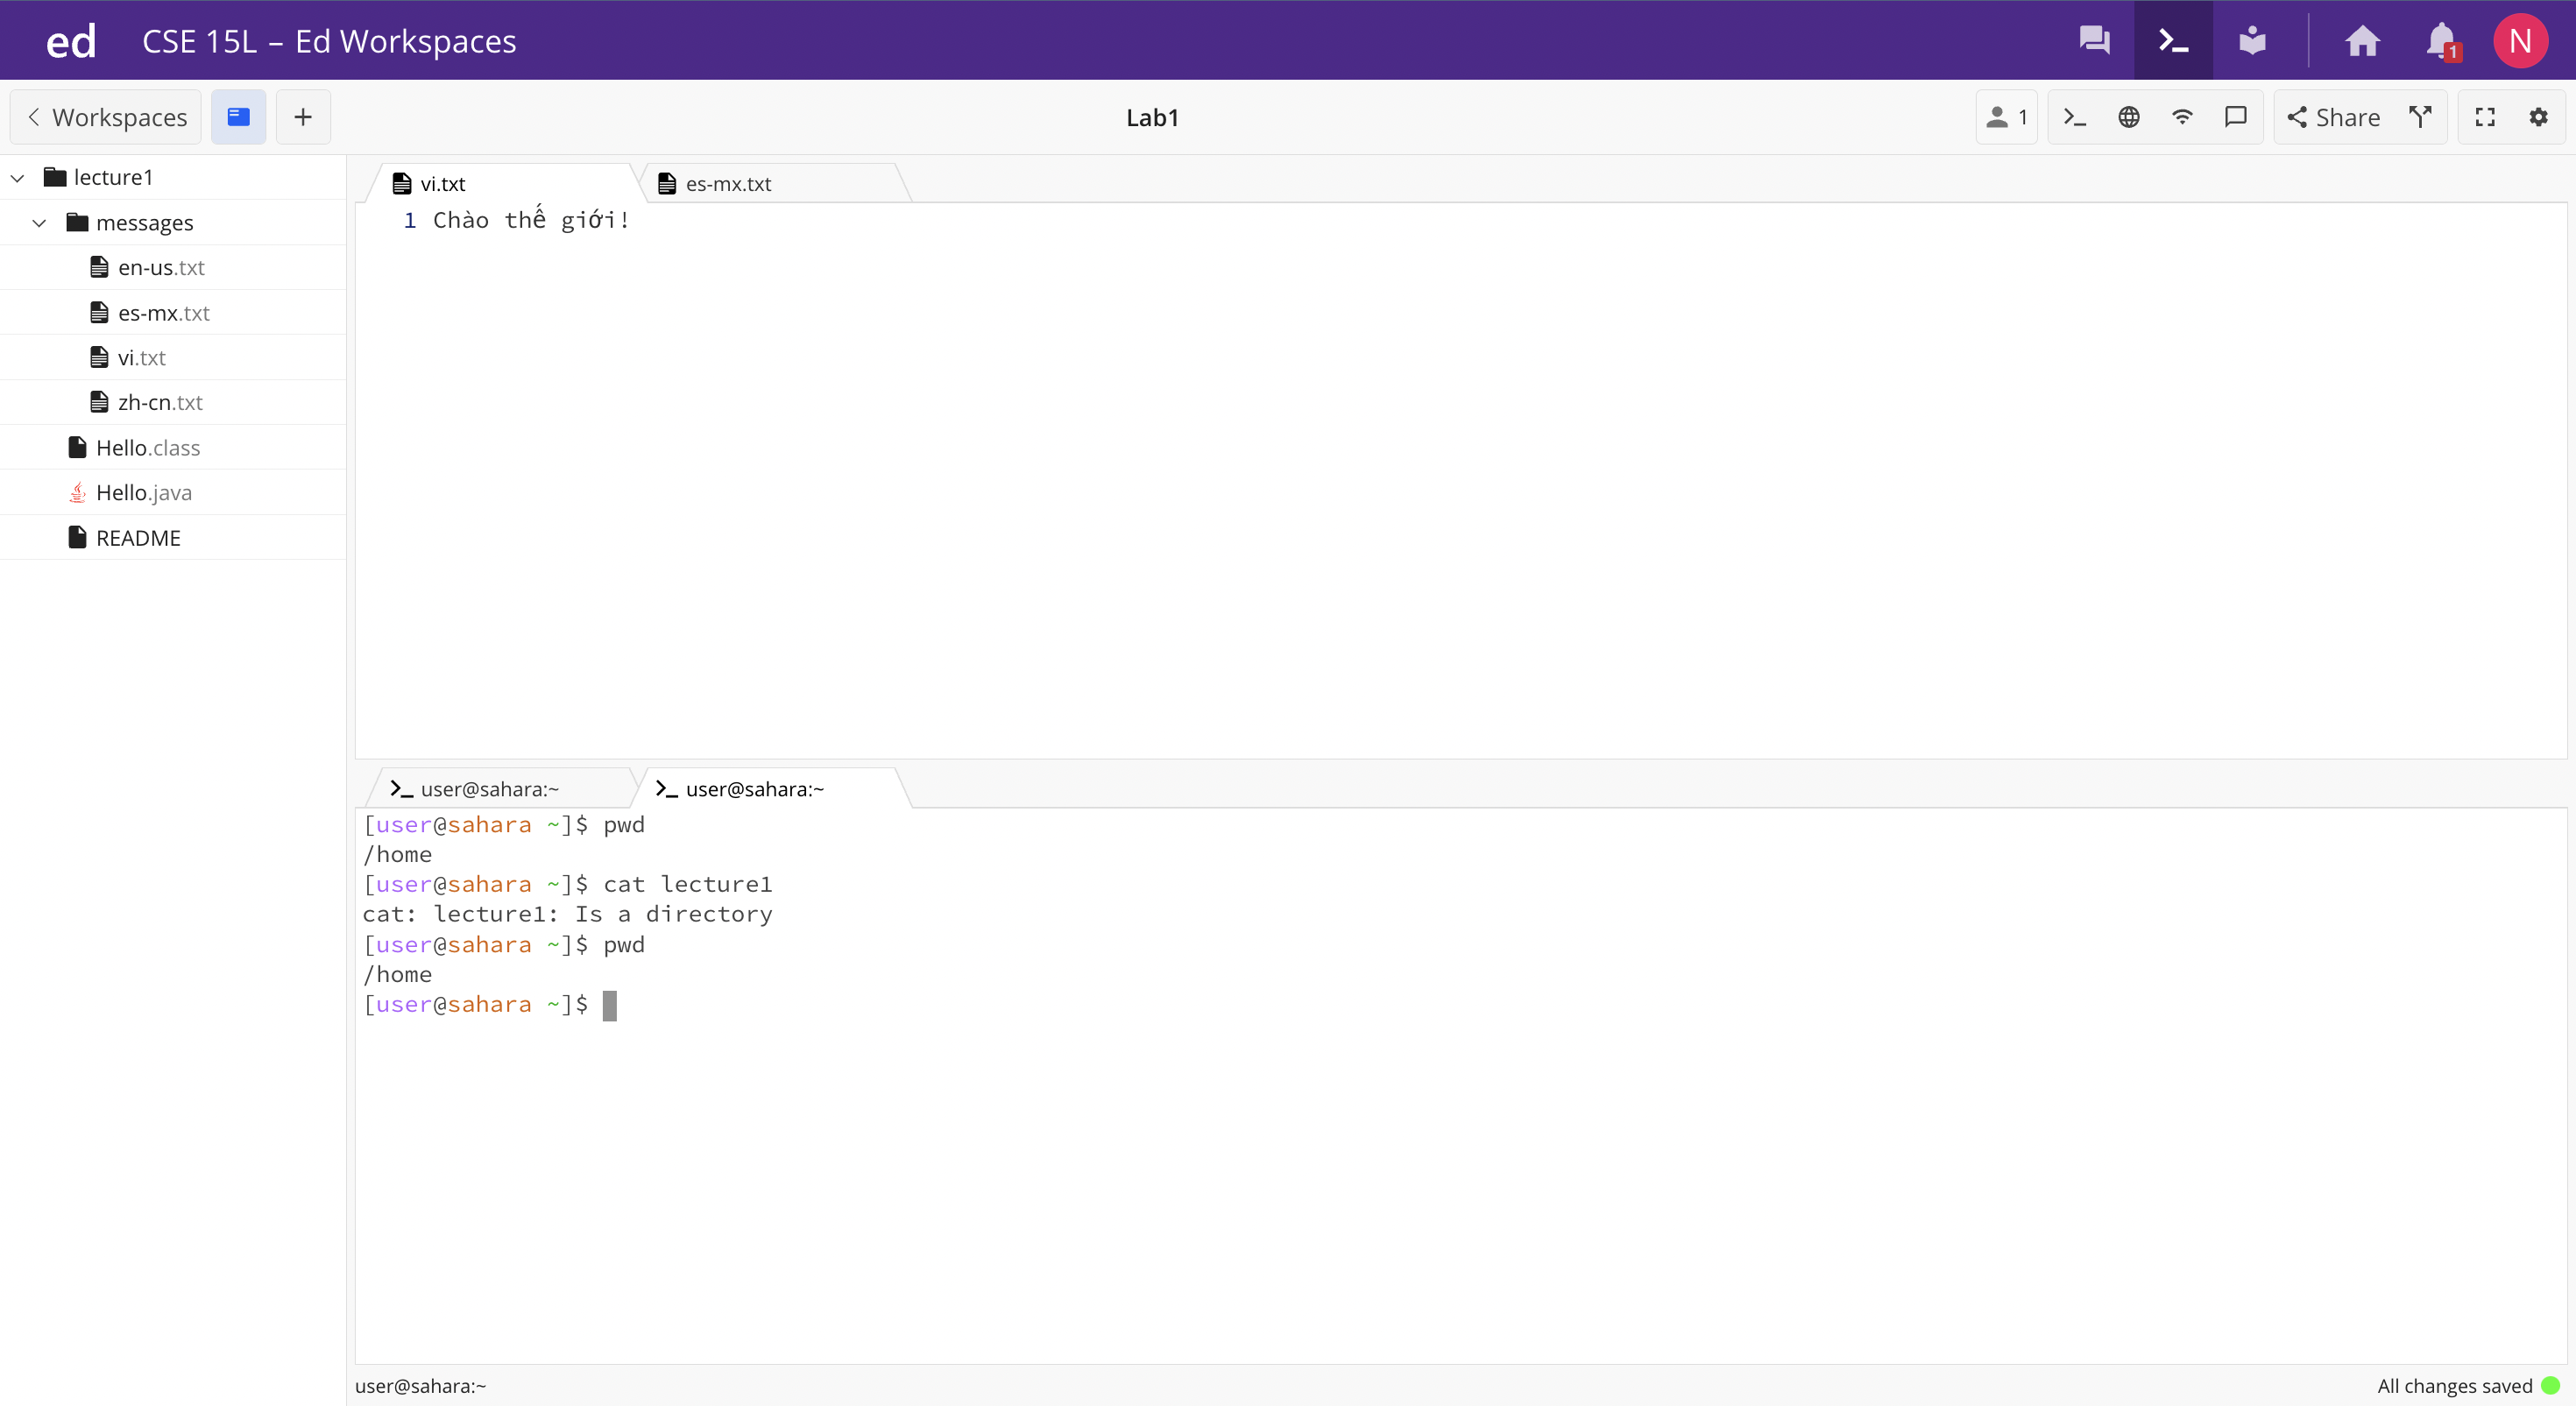 ed CSE 15L – Ed Workspaces 1 N
Workspaces Lab1 1 Share
lecture1
messages
en-us.txt
es-mx.txt
vi.txt
zh-cn.txt
Hello.class
Hello.java
README
vi.txt es-mx.txt
1 Chào thế giới!
user@sahara:~ user@sahara:~
[user@sahara ~]$ pwd
/home
[user@sahara ~]$ cat lecture1
cat: lecture1: Is a directory
[user@sahara ~]$ pwd
/home
[user@sahara ~]$
user@sahara:~ All changes saved